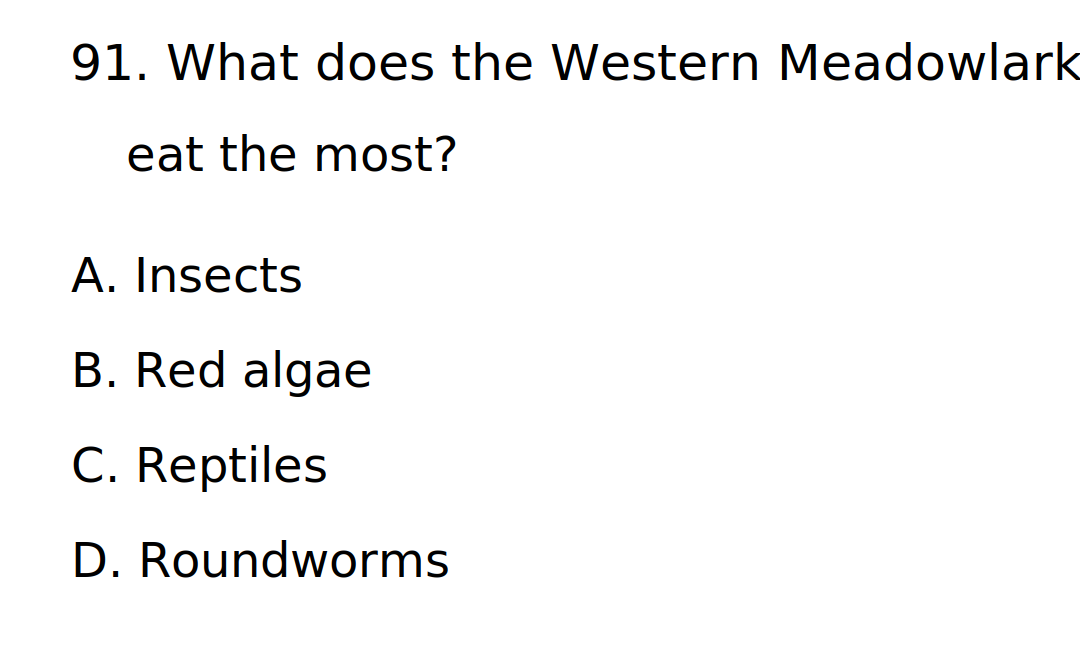 91. What does the Western Meadowlark
eat the most?
A. Insects
B. Red algae
C. Reptiles
D. Roundworms